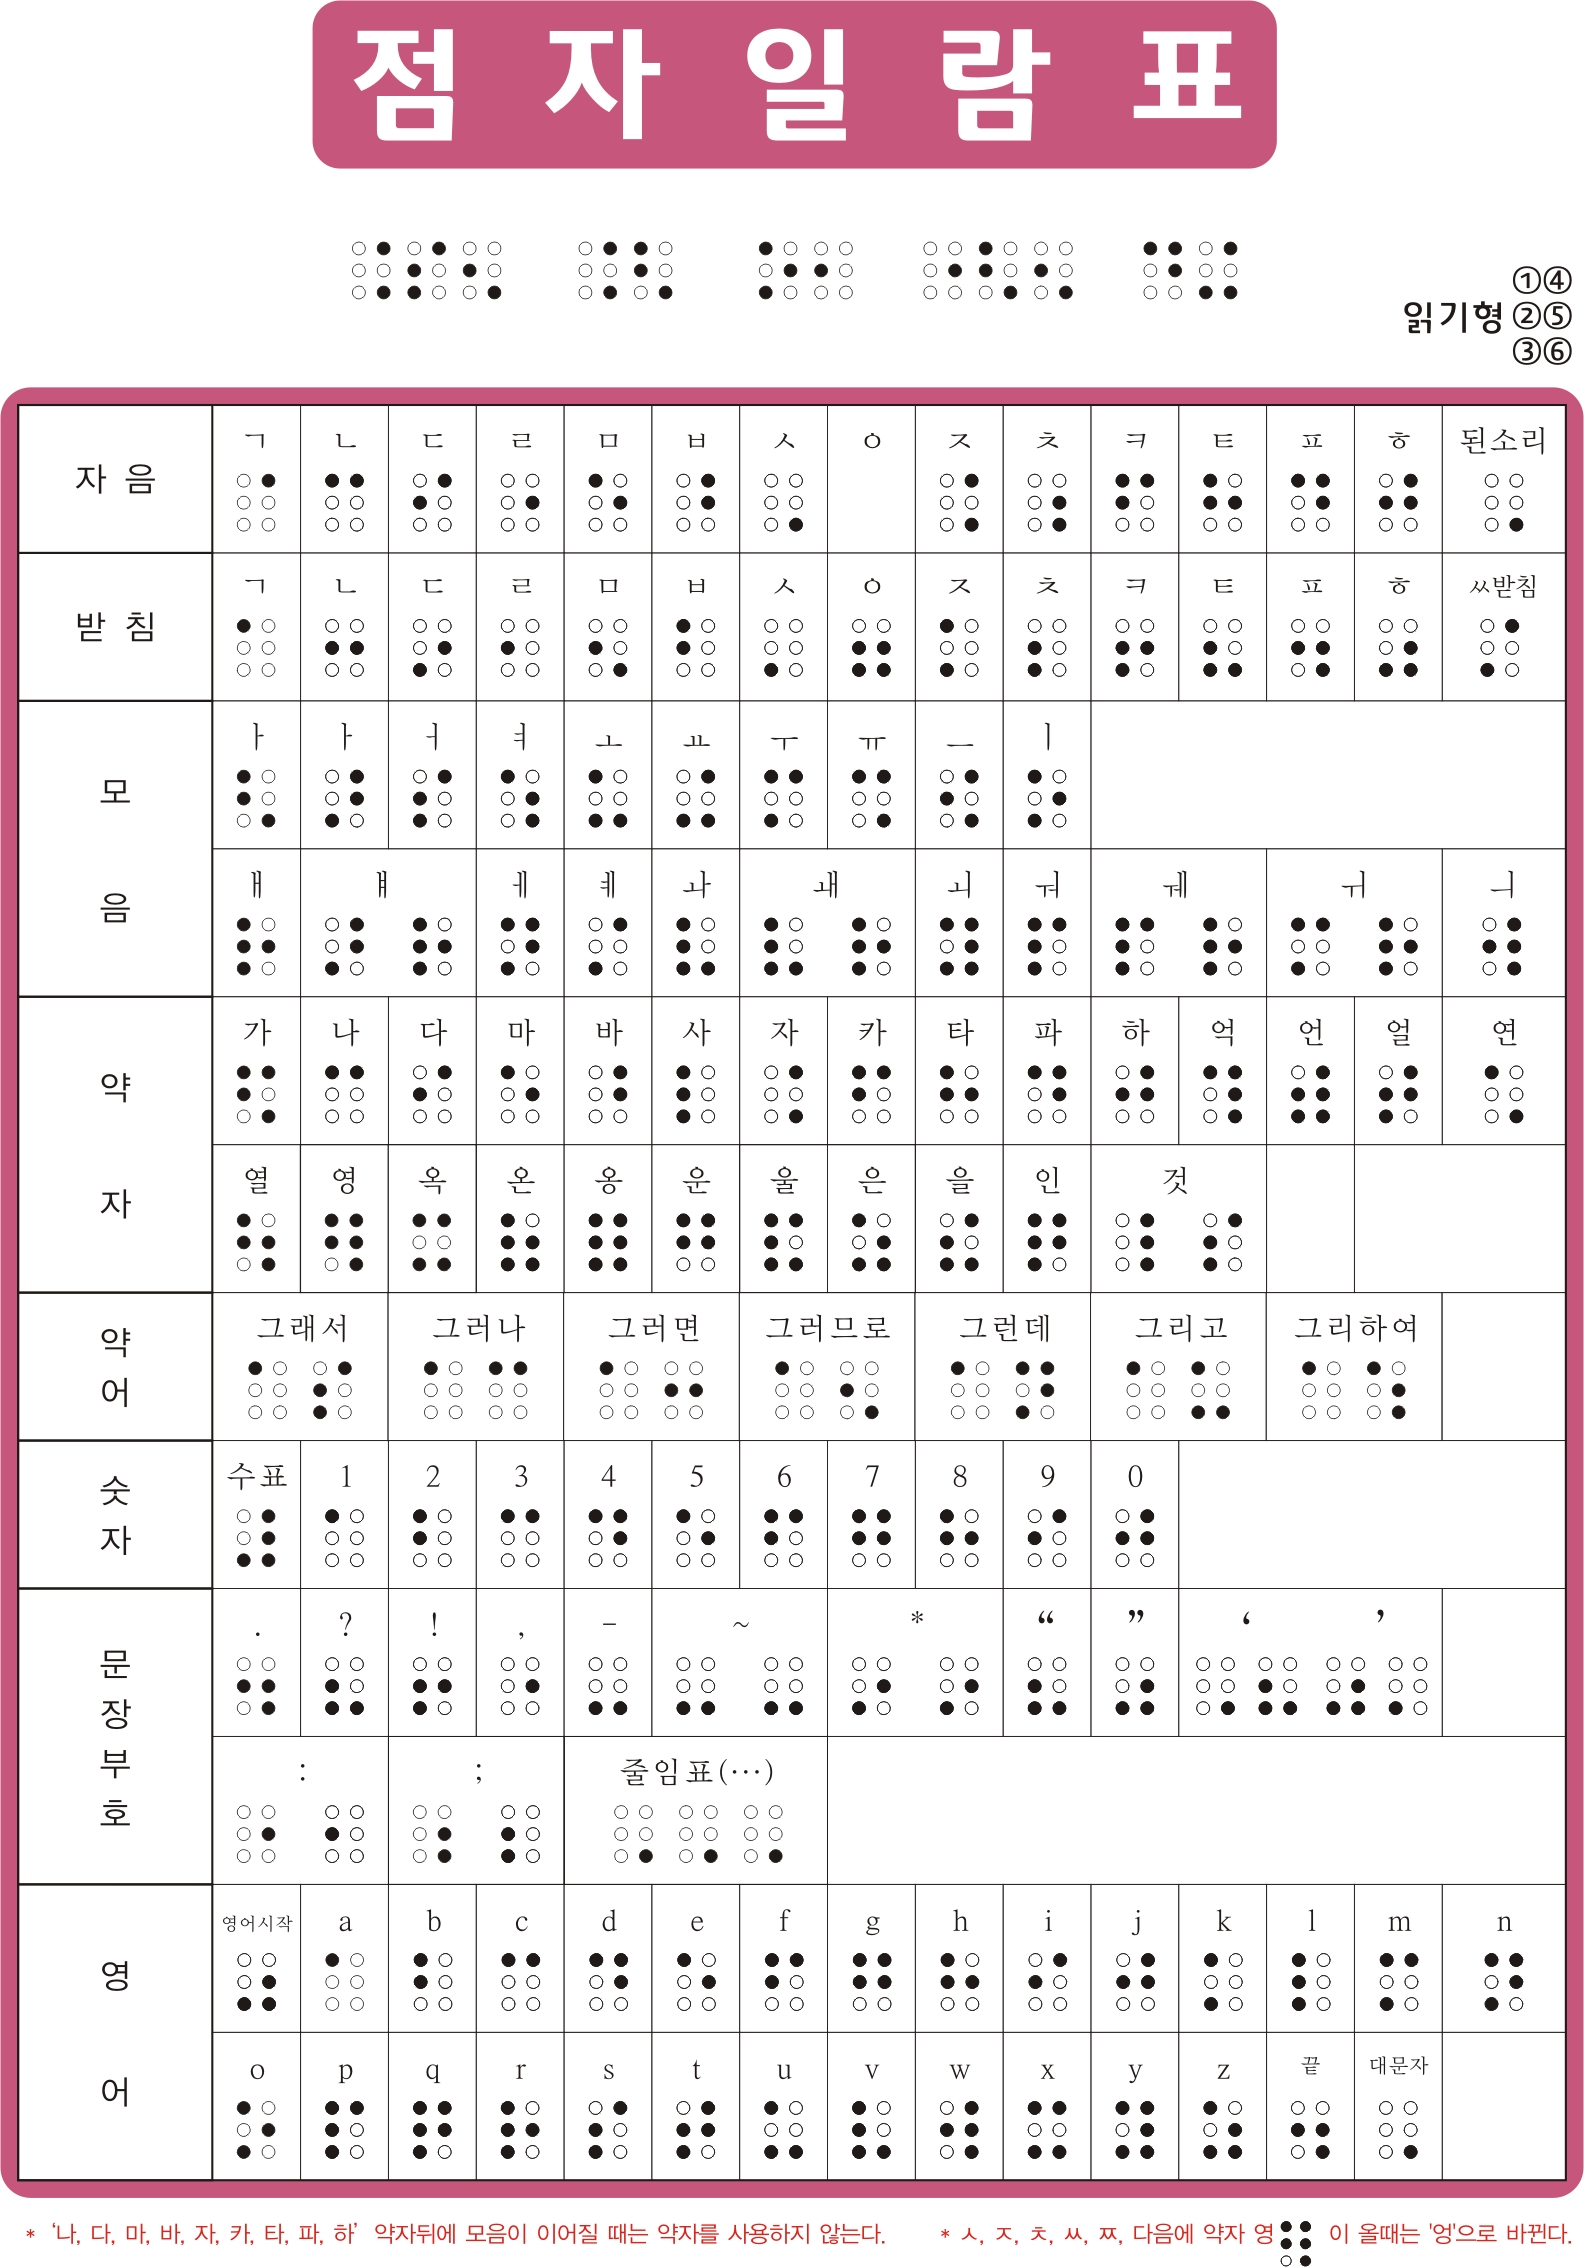 점 자 일 람 표
①④
읽기형 ②⑤
③⑥
자 음 ㄱ ㄴ ㄷ ㄹ ㅁ ㅂ ㅅ ㅇ ㅈ ㅊ ㅋ ㅌ ㅍ ㅎ 된소리
받 침 ㄱ ㄴ ㄷ ㄹ ㅁ ㅂ ㅅ ㅇ ㅈ ㅊ ㅋ ㅌ ㅍ ㅎ ㅆ받침
모 음 ㅏ ㅏ ㅓ ㅕ ㅗ ㅛ ㅜ ㅠ ㅡ ㅣ
ㅐ ㅒ ㅔ ㅖ ㅘ ㅙ ㅚ ㅝ ㅞ ㅟ ㅢ
약 자 가 나 다 마 바 사 자 카 타 파 하 억 언 얼 연
열 영 옥 온 옹 운 울 은 을 인 것
약 어 그래서 그러나 그러면 그러므로 그런데 그리고 그리하여
숫 자 수표 1 2 3 4 5 6 7 8 9 0
문 장 부 호 . ? ! , - ~ * “ ” ‘ ’
: ; 줄임표(…)
영 어 영어시작 a b c d e f g h i j k l m n
o p q r s t u v w x y z 끝 대문자
* ‘나, 다, 마, 바, 자, 카, 타, 파, 하’ 약자뒤에 모음이 이어질 때는 약자를 사용하지 않는다.
* ㅅ, ㅈ, ㅊ, ㅆ, ㅉ, 다음에 약자 영 이 올때는 '엉'으로 바뀐다.